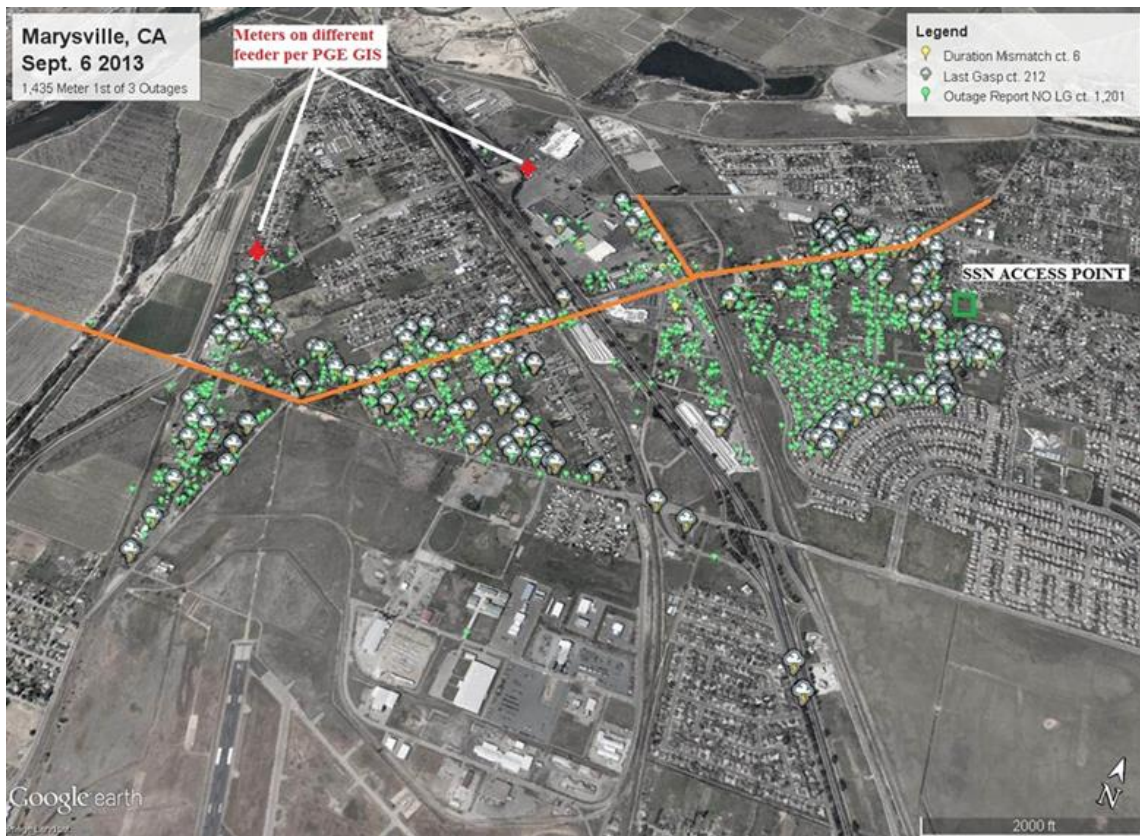 Marysville, CA
Sept. 6 2013
1,435 Meter 1st of 3 Outages
Meters on different
feeder per PGE GIS
Legend
Duration Mismatch ct. 6
Last Gasp ct. 212
Outage Report NO LG ct. 1,201
SSN ACCESS POINT
Google earth
Image Landsat
N
2000 ft